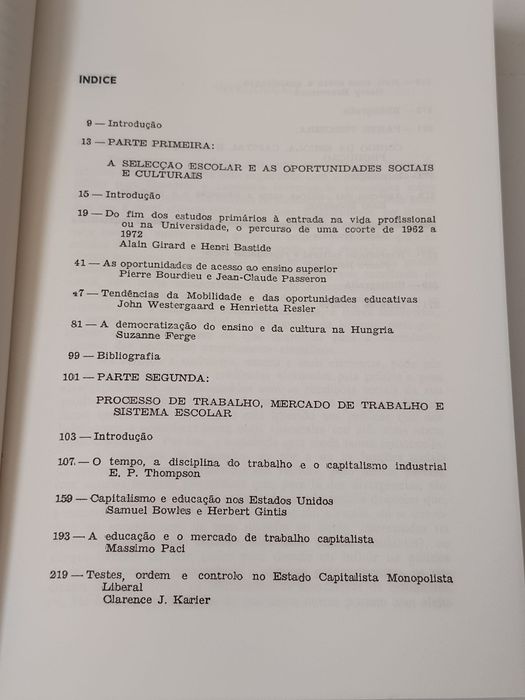 INDICE
9 — Introdução
13 — PARTE PRIMEIRA:
A SELECÇÃO ESCOLAR E AS OPORTUNIDADES SOCIAIS
E CULTURAIS
15 — Introdução
19 — Do fim dos estudos primários à entrada na vida profissional
ou na Universidade, o percurso de uma coorte de 1962 a
1972
Alain Girard e Henri Bastide
41 — As oportunidades de acesso ao ensino superior
Pierre Bourdieu e Jean-Claude Passeron
47 — Tendências da Mobilidade e das oportunidades educativas
John Westergaard e Henrietta Resler
81 — A democratização do ensino e da cultura na Hungria
Suzanne Ferge
99 — Bibliografia
101 — PARTE SEGUNDA:
PROCESSO DE TRABALHO, MERCADO DE TRABALHO E
SISTEMA ESCOLAR
103 — Introdução
107. — O tempo, a disciplina do trabalho e o capitalismo industrial
E. P. Thompson
159 — Capitalismo e educação nos Estados Unidos
Samuel Bowles e Herbert Gintis
193 — A educação e o mercado de trabalho capitalista
Massimo Paci
219 — Testes, ordem e controlo no Estado Capitalista Monopolista
Liberal
Clarence J. Karier